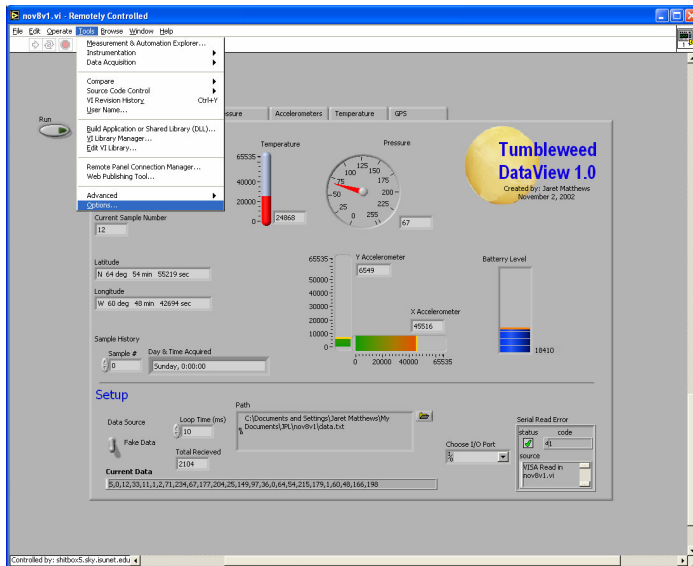 nov8v1.vi - Remotely Controlled
File Edit Operate Tools Browse Window Help
Measurement & Automation Explorer...
Instrumentation
Data Acquisition
Compare
Source Code Control
VI Revision History Ctrl+Y
User Name...
Build Application or Shared Library (DLL)...
VI Library Manager...
Edit VI Library...
Remote Panel Connection Manager...
Web Publishing Tool...
Advanced
Options...
Run
ssure Accelerometers Temperature GPS
Temperature
65535
40000
20000
0
24868
Pressure
0 25 50 75 100 125 150 175 200 225 255
67
Tumbleweed
DataView 1.0
Created by: Jaret Matthews
November 2, 2002
Current Sample Number
12
Latitude
N 64 deg 54 min 55219 sec
Longitude
W 60 deg 48 min 42694 sec
Sample History
Sample # Day & Time Acquired
0 Sunday, 0:00:00
65535
50000
40000
30000
20000
10000
0
Y Accelerometer
6549
X Accelerometer
45516
0 20000 40000 65535
Batterry Level
18410
Setup
Data Source
Fake Data
Loop Time (ms)
10
Total Recieved
2104
Path
C:\Documents and Settings\Jaret Matthews\My
Documents\JPL\nov8v1\data.txt
Choose I/O Port
Serial Read Error
status code
source
VISA Read in
nov8v1.vi
Current Data
5,0,12,33,11,1,2,71,234,67,177,204,25,149,97,36,0,64,54,215,179,1,60,48,166,198
Controlled by: shitbox5.sky.isunet.edu